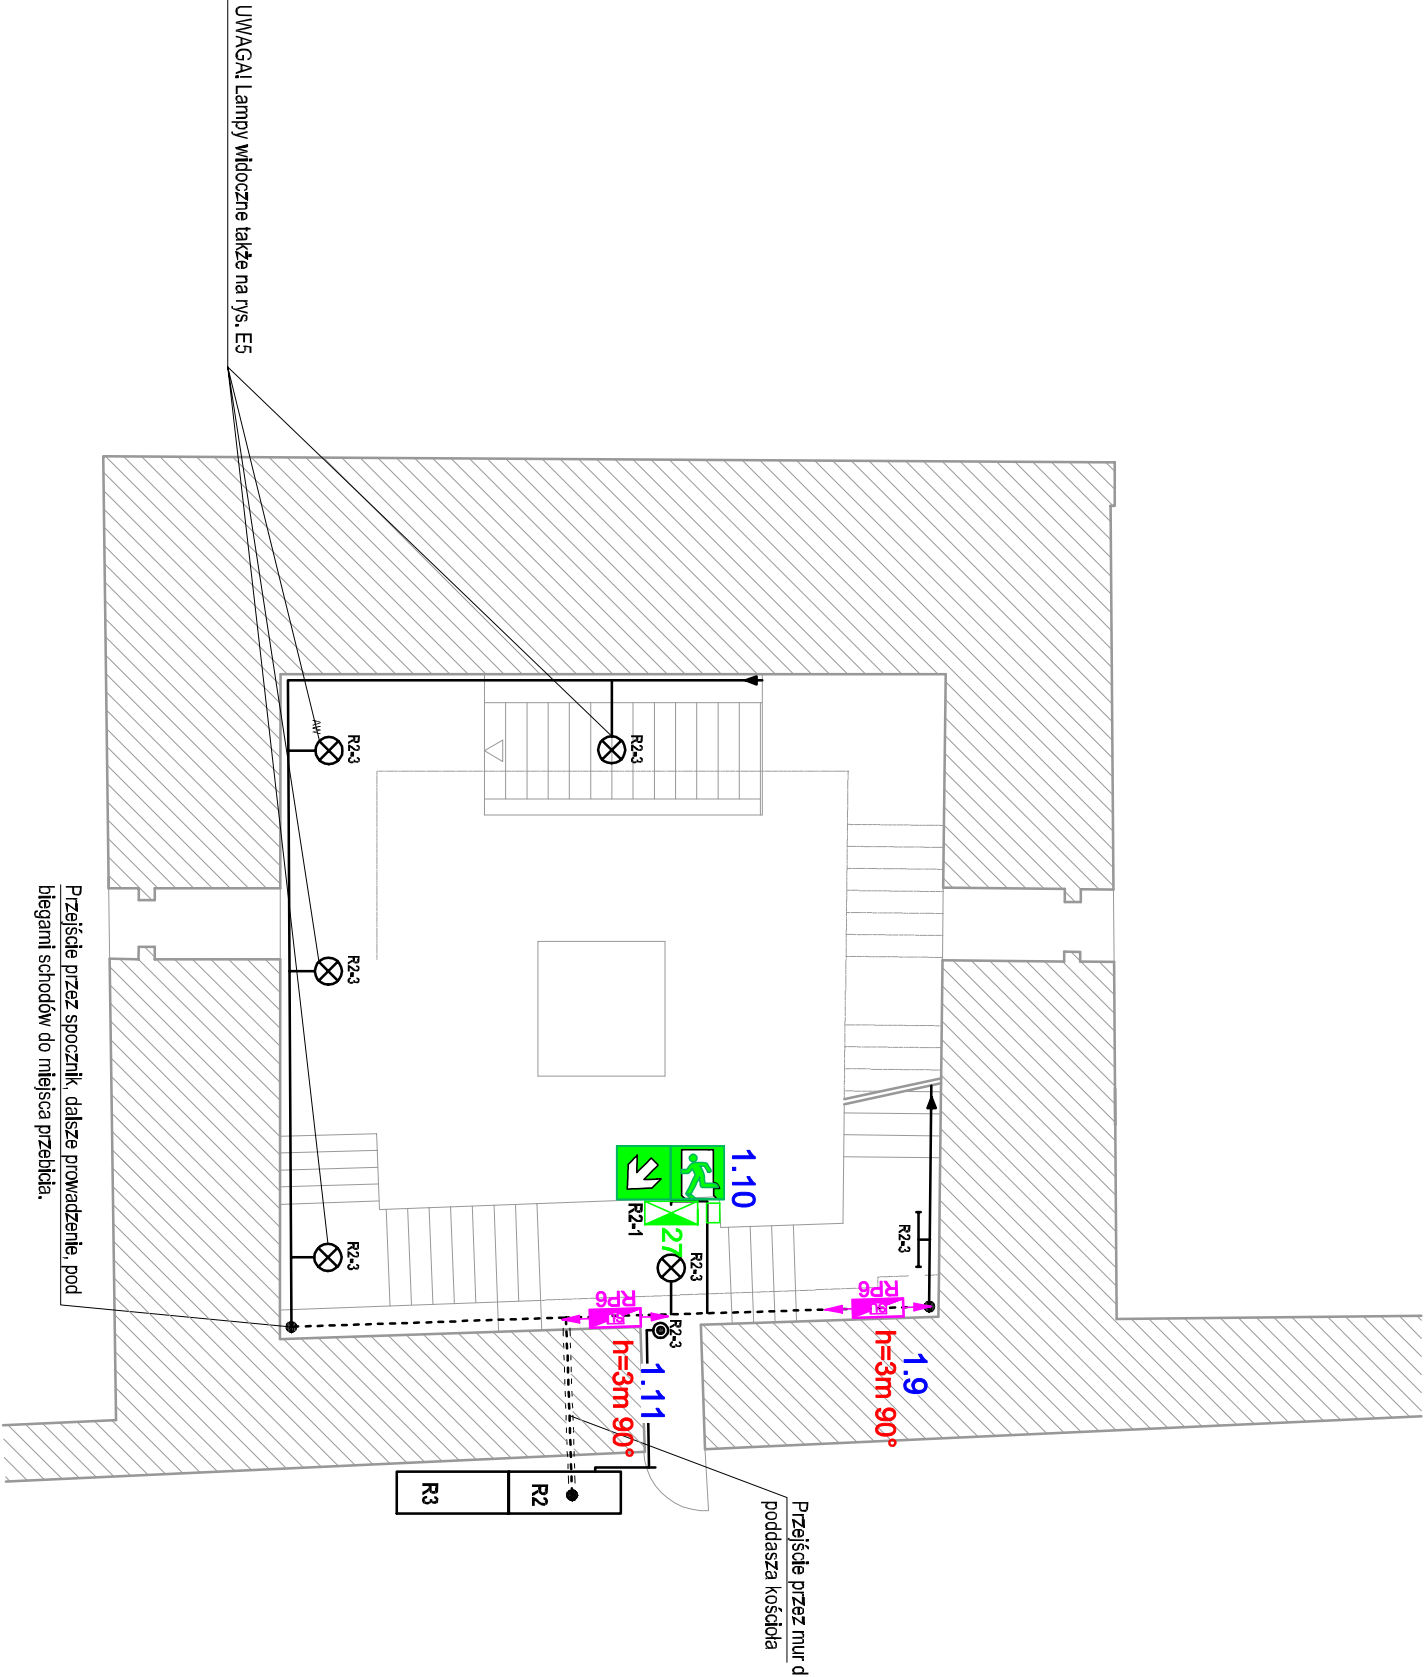 UWAGA! Lampy widoczne także na rys. E5
AW
R2-3
R2-3
R2-3
R2-3
1.10
R2-1
27
R2-3
R2-3
RP6
RP6
1.9
h=3m 90°
R2-3
1.11
h=3m 90°
R3
R2
Przejście przez spocznik, dalsze prowadzenie, pod
biegami schodów do miejsca przebicia.
Przejście przez mur d
poddasza kościoła